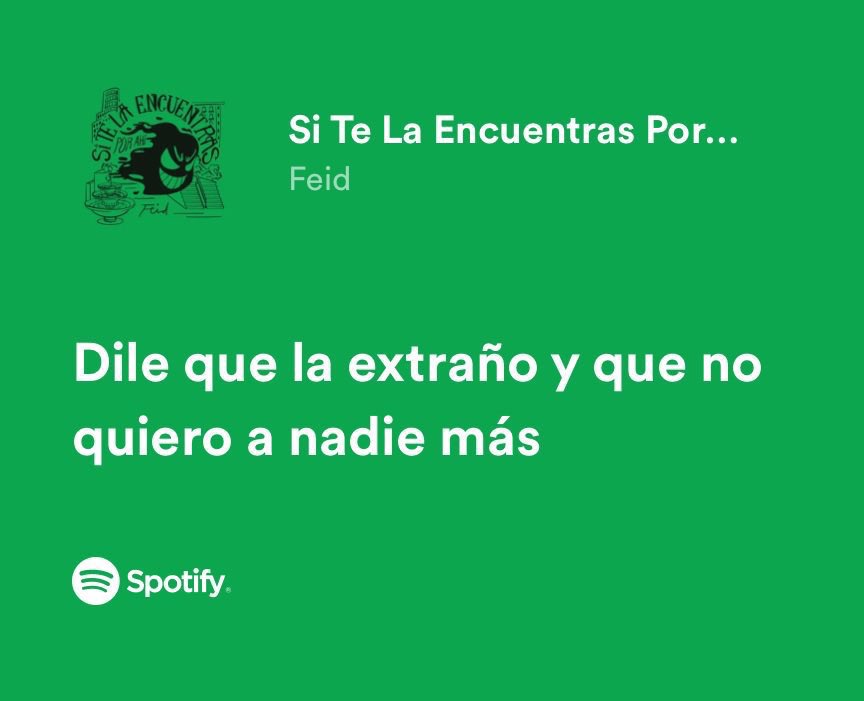 SI TE LA ENCUENTRAS
POR AHÍ
Feid
Si Te La Encuentras Por...
Feid
Dile que la extraño y que no
quiero a nadie más
Spotify®